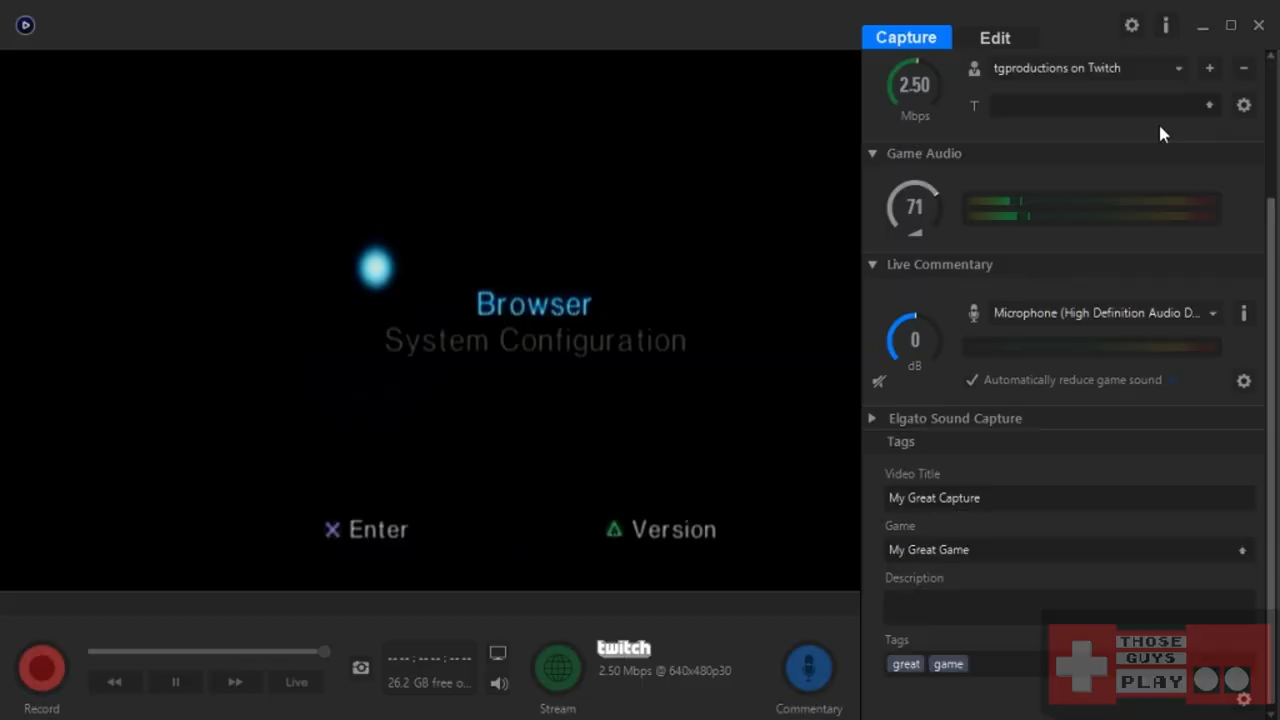 Capture Edit
2.50
Mbps
tgproductions on Twitch
T
Game Audio
71
Live Commentary
0
dB
Microphone (High Definition Audio D...
Automatically reduce game sound
Elgato Sound Capture
Tags
Video Title
My Great Capture
Game
My Great Game
Description
Tags
great game
Browser
System Configuration
X Enter
Δ Version
Record
Live
--:--:--
26.2 GB free o...
Stream
twitch
2.50 Mbps @ 640x480p30
Commentary
THOSE
GUYS
PLAY